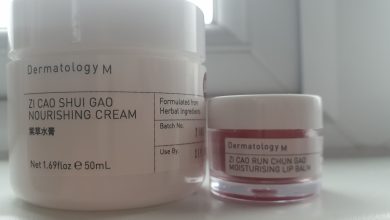 Dermatology M
ZI CAO SHUI GAO
NOURISHING CREAM
紫草水膏
Net 1.69floz ℮ 50mL
Formulated from
Herbal Ingredients
Batch No.
Use By.
Dermatology M
ZI CAO RUN CHUN GAO
MOISTURISING LIP BALM